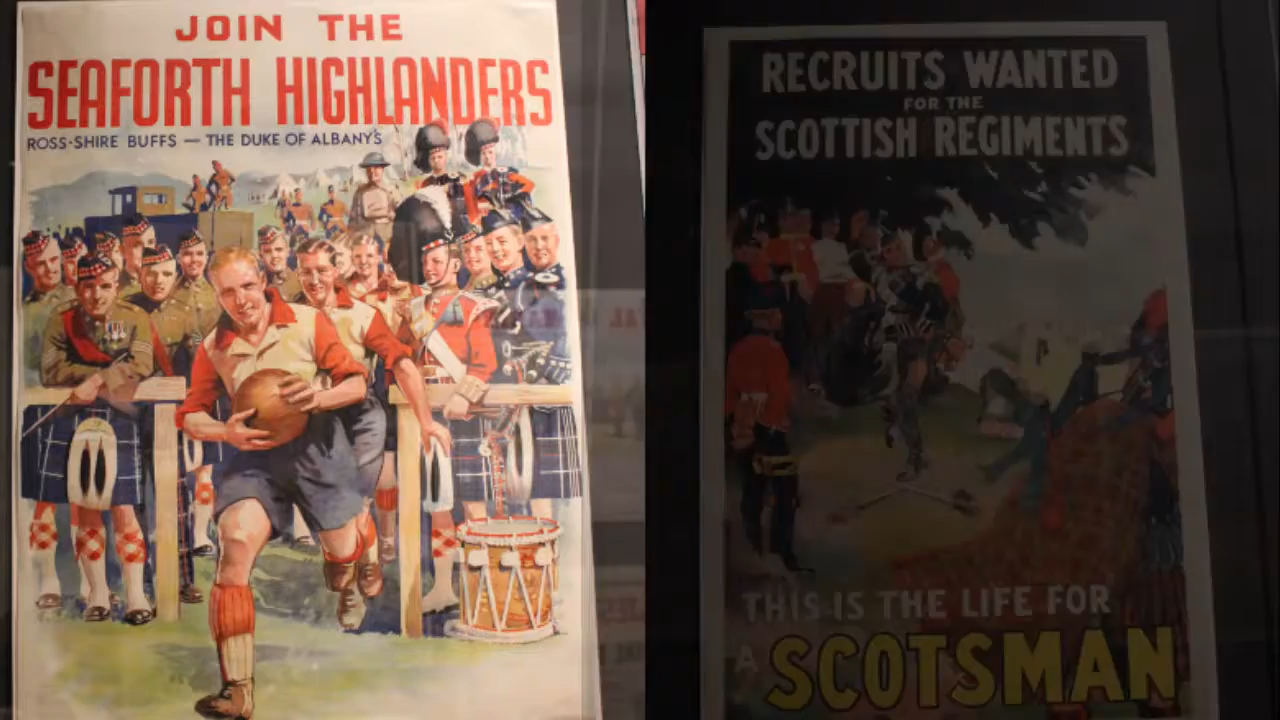 JOIN THE
SEAFORTH HIGHLANDERS
ROSS-SHIRE BUFFS — THE DUKE OF ALBANY'S
RECRUITS WANTED
FOR THE
SCOTTISH REGIMENTS
THIS IS THE LIFE FOR
A SCOTSMAN